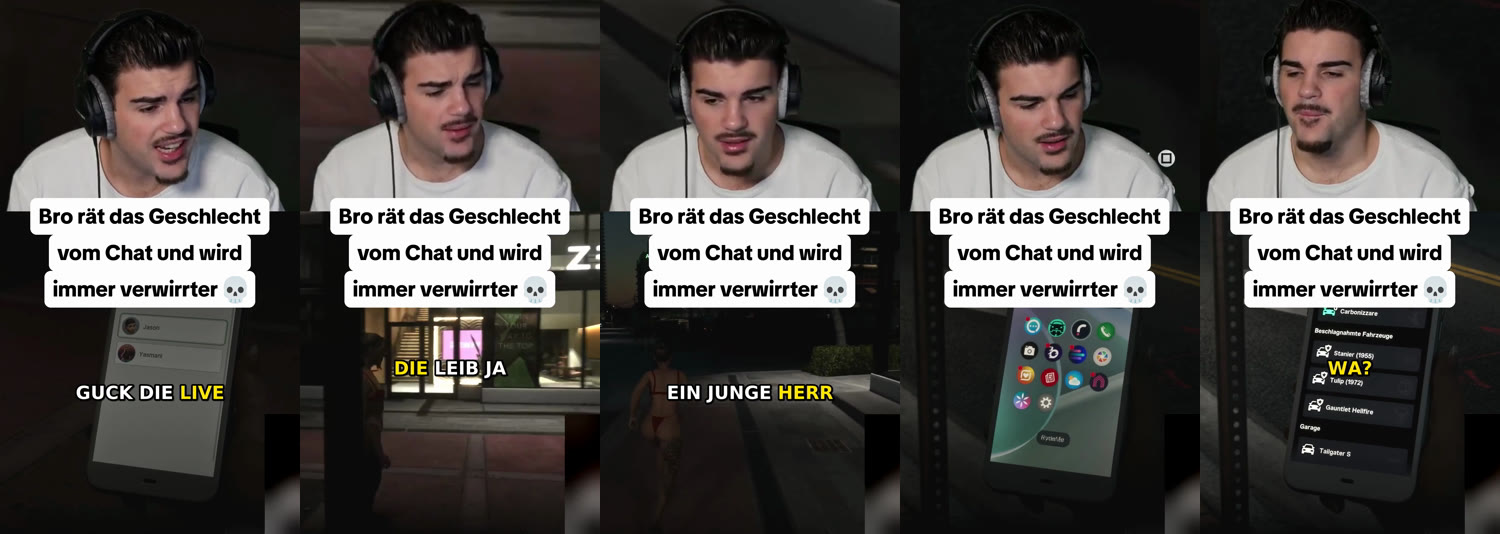 Bro rät das Geschlecht
vom Chat und wird
immer verwirrter 💀
Jason
GUCK DIE LIVE
Bro rät das Geschlecht
vom Chat und wird
immer verwirrter 💀
DIE LEIB JA
Bro rät das Geschlecht
vom Chat und wird
immer verwirrter 💀
EIN JUNGE HERR
Bro rät das Geschlecht
vom Chat und wird
immer verwirrter 💀
Bro rät das Geschlecht
vom Chat und wird
immer verwirrter 💀
Carbonizzare
Beschlagnahmte Fahrzeuge
Stanier (1955)
WA?
Tulip (1972)
Gauntlet Hellfire
Garage
Tailgater S